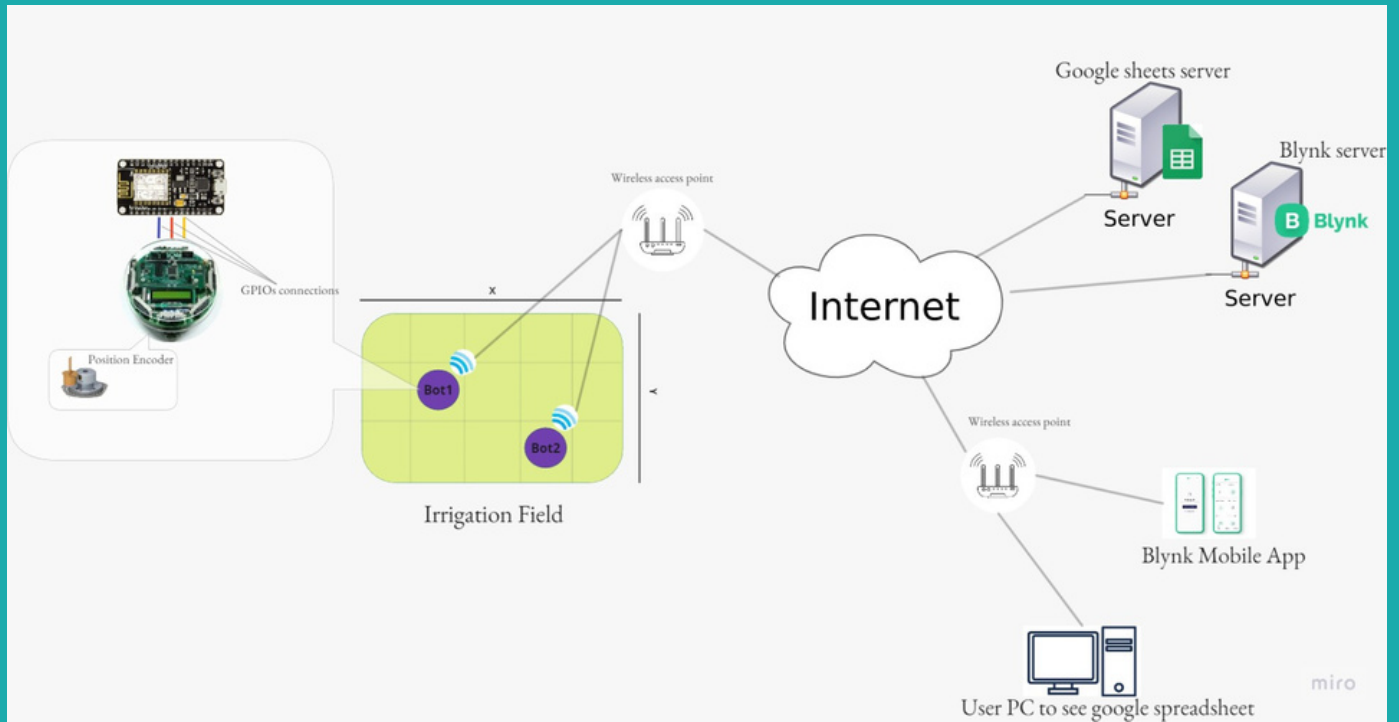 Google sheets server
Server
Blynk server
B Blynk
Server
Wireless access point
GPIOs connections
Position Encoder
X
Y
Bot1
Bot2
Irrigation Field
Internet
Wireless access point
Blynk Mobile App
User PC to see google spreadsheet
miro